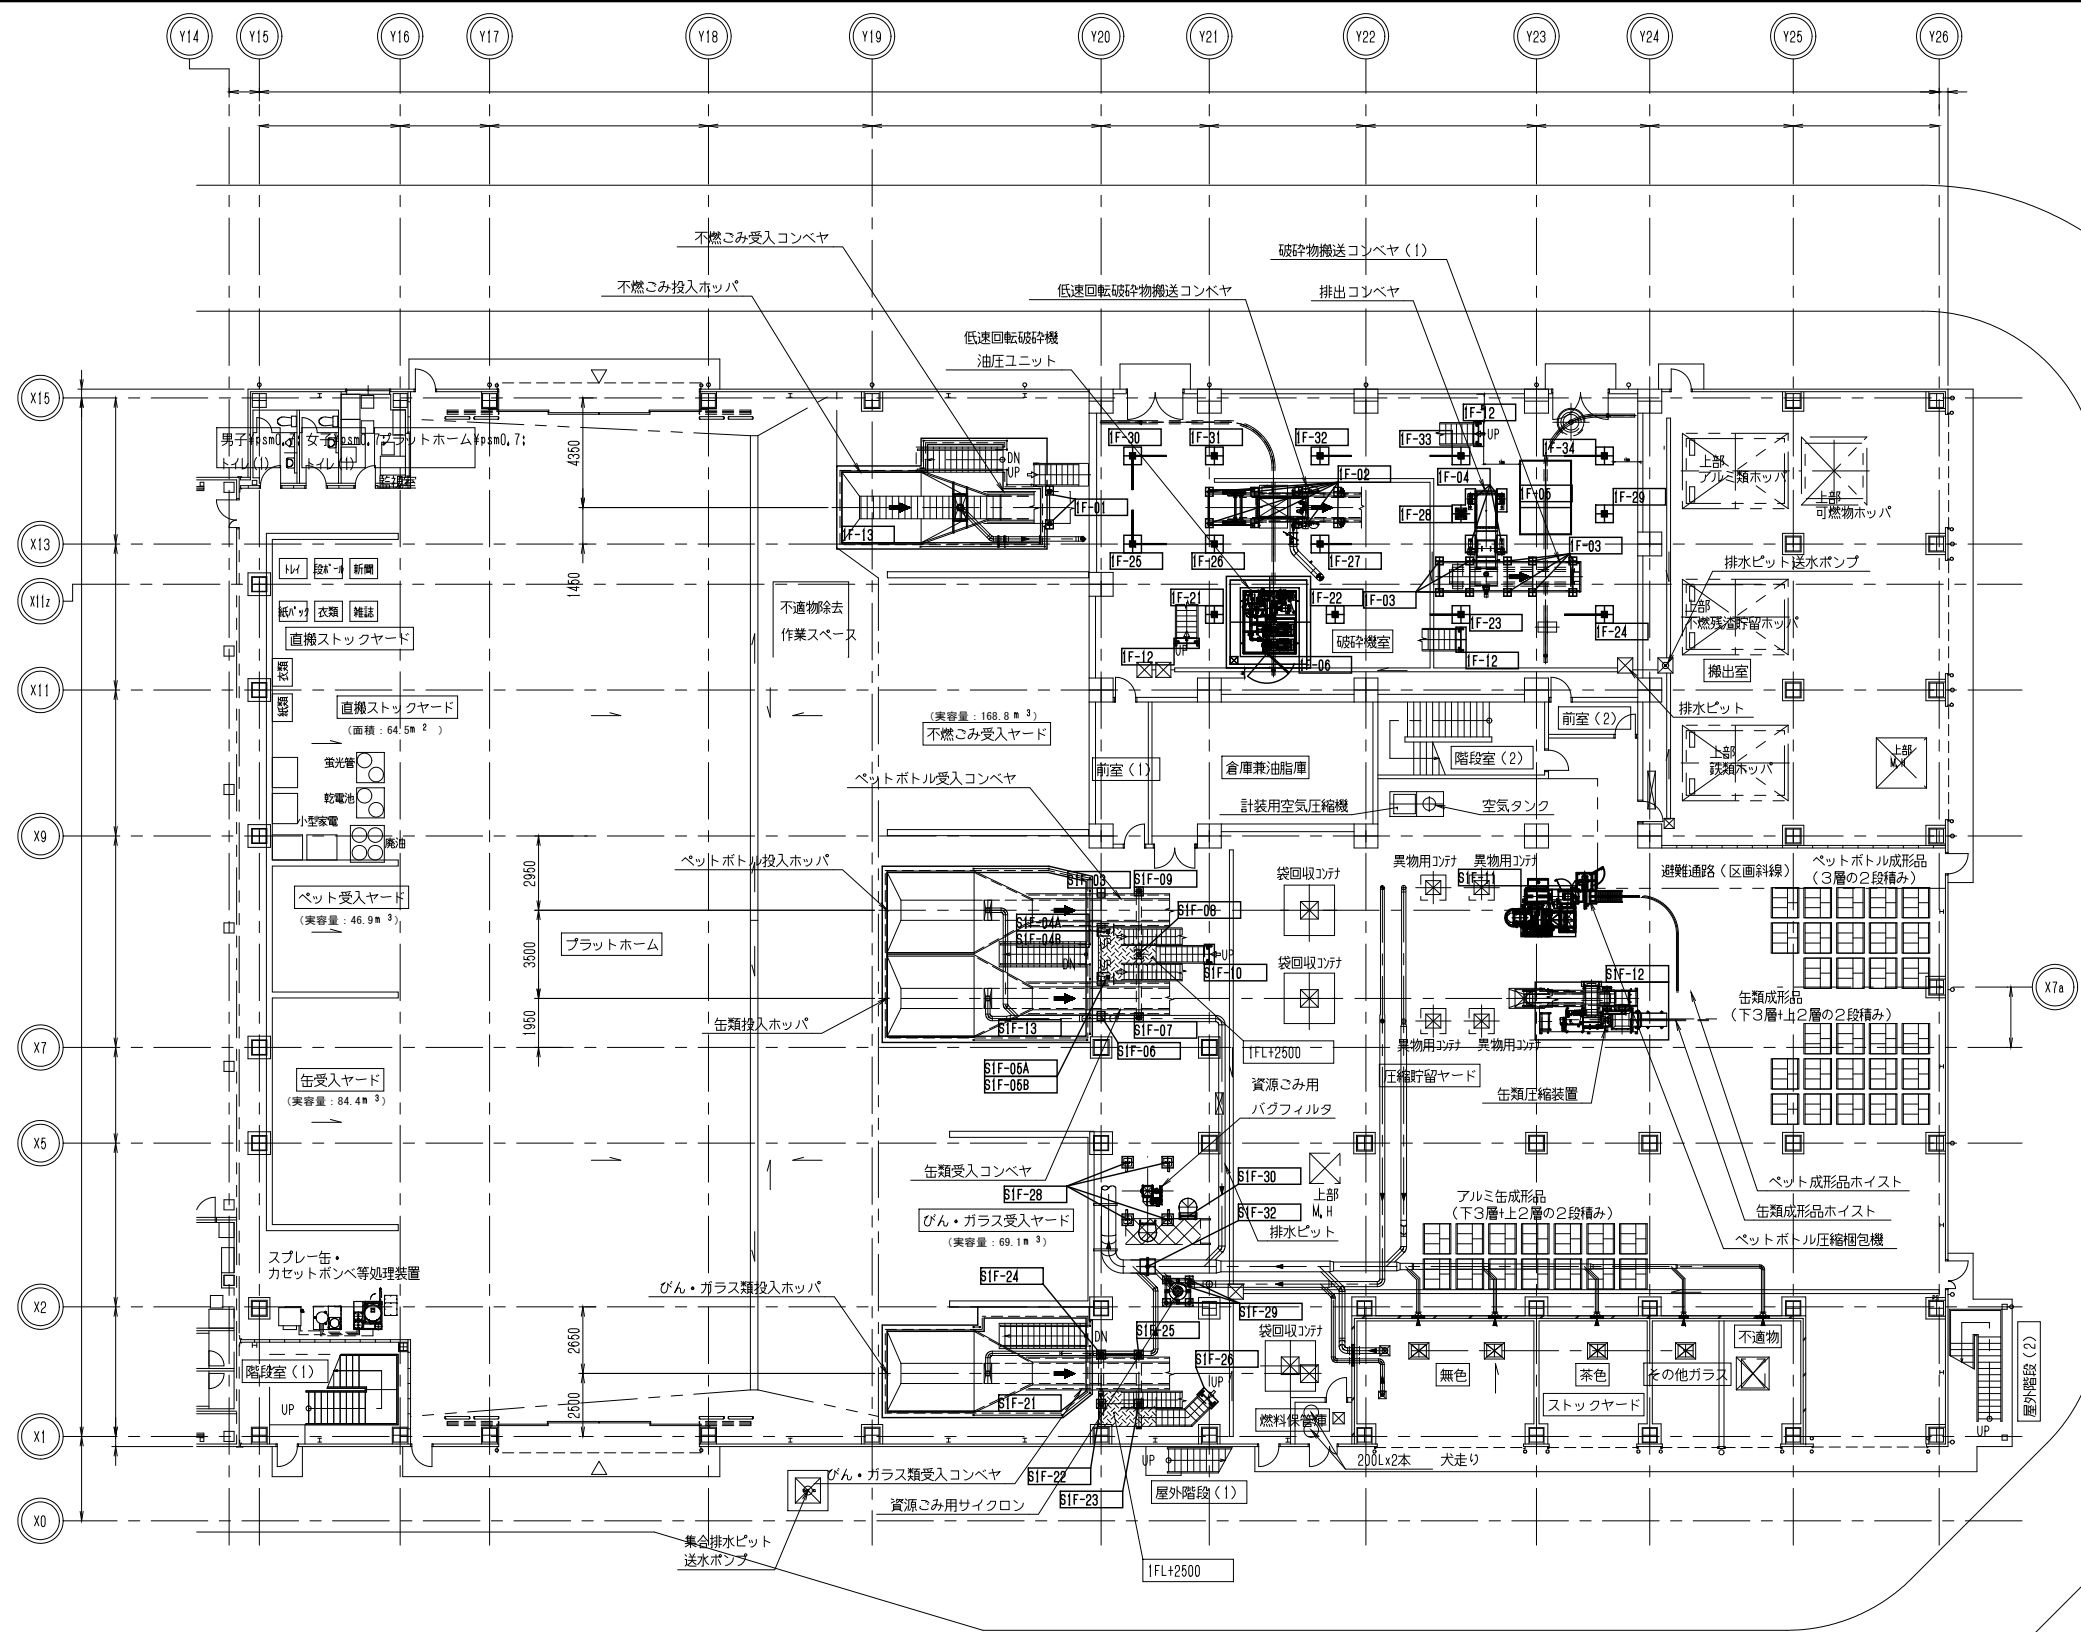 Y14 Y15 Y16 Y17 Y18 Y19 Y20 Y21 Y22 Y23 Y24 Y25 Y26
不燃ごみ受入コンベヤ
破砕物搬送コンベヤ(1)
不燃ごみ投入ホッパ
低速回転破砕物搬送コンベヤ
排出コンベヤ
低速回転破砕機
油圧ユニット
X15
X13
X11z
X11
X9
X7
X5
X2
X1
X0
X7a
トイレ(1)
トイレ(1)
監視室
4350
1450
DN
UP
1F-13
1F-01
1F-30
1F-31
1F-32
1F-12
1F-33
UP
1F-34
1F-02
1F-04
1F-05
1F-29
1F-28
1F-25
1F-26
1F-27
1F-03
1F-21
1F-22
1F-03
1F-23
1F-24
1F-12
UP
1F-06
1F-12
破砕機室
上部
アルミ類ホッパ
上部
可燃物ホッパ
排水ピット送水ポンプ
上部
不燃残渣貯留ホッパ
搬出室
排水ピット
上部
鉄類ホッパ
上部
M,H
トレイ 段ボール 新聞
紙パック 衣類 雑誌
直搬ストックヤード
衣類
紙類
直搬ストックヤード
(面積:64.5m2)
蛍光管
乾電池
小型家電
廃油
不適物除去
作業スペース
(実容量:168.8m3)
不燃ごみ受入ヤード
前室(1)
倉庫兼油脂庫
階段室(2)
前室(2)
計装用空気圧縮機
空気タンク
ペットボトル受入コンベヤ
ペットボトル投入ホッパ
ペット受入ヤード
(実容量:46.9m3)
プラットホーム
2950
3500
1950
缶受入ヤード
(実容量:84.4m3)
缶類投入ホッパ
S1F-03
S1F-09
S1F-08
S1F-04A
S1F-04B
DN
UP
S1F-10
S1F-13
S1F-07
S1F-06
S1F-05A
S1F-05B
1FL+2500
袋回収コンテナ
袋回収コンテナ
異物用コンテナ 異物用コンテナ
S1F-11
避難通路(区画斜線)
ペットボトル成形品
(3層の2段積み)
S1F-12
缶類成形品
(下3層+上2層の2段積み)
異物用コンテナ 異物用コンテナ
圧縮貯留ヤード
缶類圧縮装置
資源ごみ用
バグフィルタ
缶類受入コンベヤ
S1F-28
S1F-30
S1F-32
上部
M,H
排水ピット
びん・ガラス受入ヤード
(実容量:69.1m3)
アルミ缶成形品
(下3層+上2層の2段積み)
ペット成形品ホイスト
缶類成形品ホイスト
ペットボトル圧縮梱包機
スプレー缶・
カセットボンベ等処理装置
階段室(1)
UP
びん・ガラス類投入ホッパ
2650
2500
S1F-24
S1F-29
S1F-25
S1F-26
DN
UP
S1F-21
S1F-22
S1F-23
袋回収コンテナ
燃料保管庫
200L×2本
犬走り
無色
茶色
その他ガラス
不適物
ストックヤード
屋外階段(2)
UP
UP
屋外階段(1)
びん・ガラス類受入コンベヤ
資源ごみ用サイクロン
集合排水ピット
送水ポンプ
1FL+2500